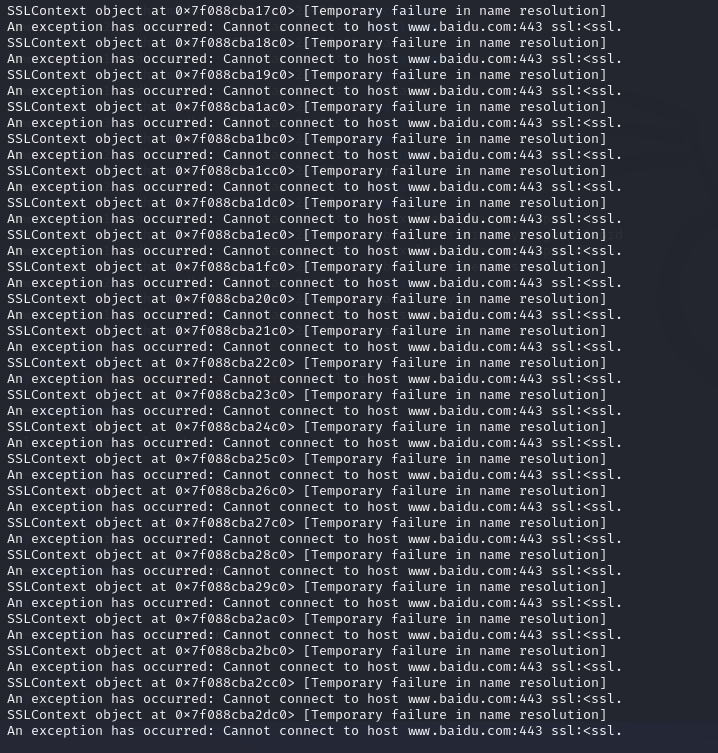 SSLContext object at 0×7f088cba17c0> [Temporary failure in name resolution]
An exception has occurred: Cannot connect to host www.baidu.com:443 ssl:<ssl.
SSLContext object at 0×7f088cba18c0> [Temporary failure in name resolution]
An exception has occurred: Cannot connect to host www.baidu.com:443 ssl:<ssl.
SSLContext object at 0×7f088cba19c0> [Temporary failure in name resolution]
An exception has occurred: Cannot connect to host www.baidu.com:443 ssl:<ssl.
SSLContext object at 0×7f088cba1ac0> [Temporary failure in name resolution]
An exception has occurred: Cannot connect to host www.baidu.com:443 ssl:<ssl.
SSLContext object at 0×7f088cba1bc0> [Temporary failure in name resolution]
An exception has occurred: Cannot connect to host www.baidu.com:443 ssl:<ssl.
SSLContext object at 0×7f088cba1cc0> [Temporary failure in name resolution]
An exception has occurred: Cannot connect to host www.baidu.com:443 ssl:<ssl.
SSLContext object at 0×7f088cba1dc0> [Temporary failure in name resolution]
An exception has occurred: Cannot connect to host www.baidu.com:443 ssl:<ssl.
SSLContext object at 0×7f088cba1ec0> [Temporary failure in name resolution]
An exception has occurred: Cannot connect to host www.baidu.com:443 ssl:<ssl.
SSLContext object at 0×7f088cba1fc0> [Temporary failure in name resolution]
An exception has occurred: Cannot connect to host www.baidu.com:443 ssl:<ssl.
SSLContext object at 0×7f088cba20c0> [Temporary failure in name resolution]
An exception has occurred: Cannot connect to host www.baidu.com:443 ssl:<ssl.
SSLContext object at 0×7f088cba21c0> [Temporary failure in name resolution]
An exception has occurred: Cannot connect to host www.baidu.com:443 ssl:<ssl.
SSLContext object at 0×7f088cba22c0> [Temporary failure in name resolution]
An exception has occurred: Cannot connect to host www.baidu.com:443 ssl:<ssl.
SSLContext object at 0×7f088cba23c0> [Temporary failure in name resolution]
An exception has occurred: Cannot connect to host www.baidu.com:443 ssl:<ssl.
SSLContext object at 0×7f088cba24c0> [Temporary failure in name resolution]
An exception has occurred: Cannot connect to host www.baidu.com:443 ssl:<ssl.
SSLContext object at 0×7f088cba25c0> [Temporary failure in name resolution]
An exception has occurred: Cannot connect to host www.baidu.com:443 ssl:<ssl.
SSLContext object at 0×7f088cba26c0> [Temporary failure in name resolution]
An exception has occurred: Cannot connect to host www.baidu.com:443 ssl:<ssl.
SSLContext object at 0×7f088cba27c0> [Temporary failure in name resolution]
An exception has occurred: Cannot connect to host www.baidu.com:443 ssl:<ssl.
SSLContext object at 0×7f088cba28c0> [Temporary failure in name resolution]
An exception has occurred: Cannot connect to host www.baidu.com:443 ssl:<ssl.
SSLContext object at 0×7f088cba29c0> [Temporary failure in name resolution]
An exception has occurred: Cannot connect to host www.baidu.com:443 ssl:<ssl.
SSLContext object at 0×7f088cba2ac0> [Temporary failure in name resolution]
An exception has occurred: Cannot connect to host www.baidu.com:443 ssl:<ssl.
SSLContext object at 0×7f088cba2bc0> [Temporary failure in name resolution]
An exception has occurred: Cannot connect to host www.baidu.com:443 ssl:<ssl.
SSLContext object at 0×7f088cba2cc0> [Temporary failure in name resolution]
An exception has occurred: Cannot connect to host www.baidu.com:443 ssl:<ssl.
SSLContext object at 0×7f088cba2dc0> [Temporary failure in name resolution]
An exception has occurred: Cannot connect to host www.baidu.com:443 ssl:<ssl.